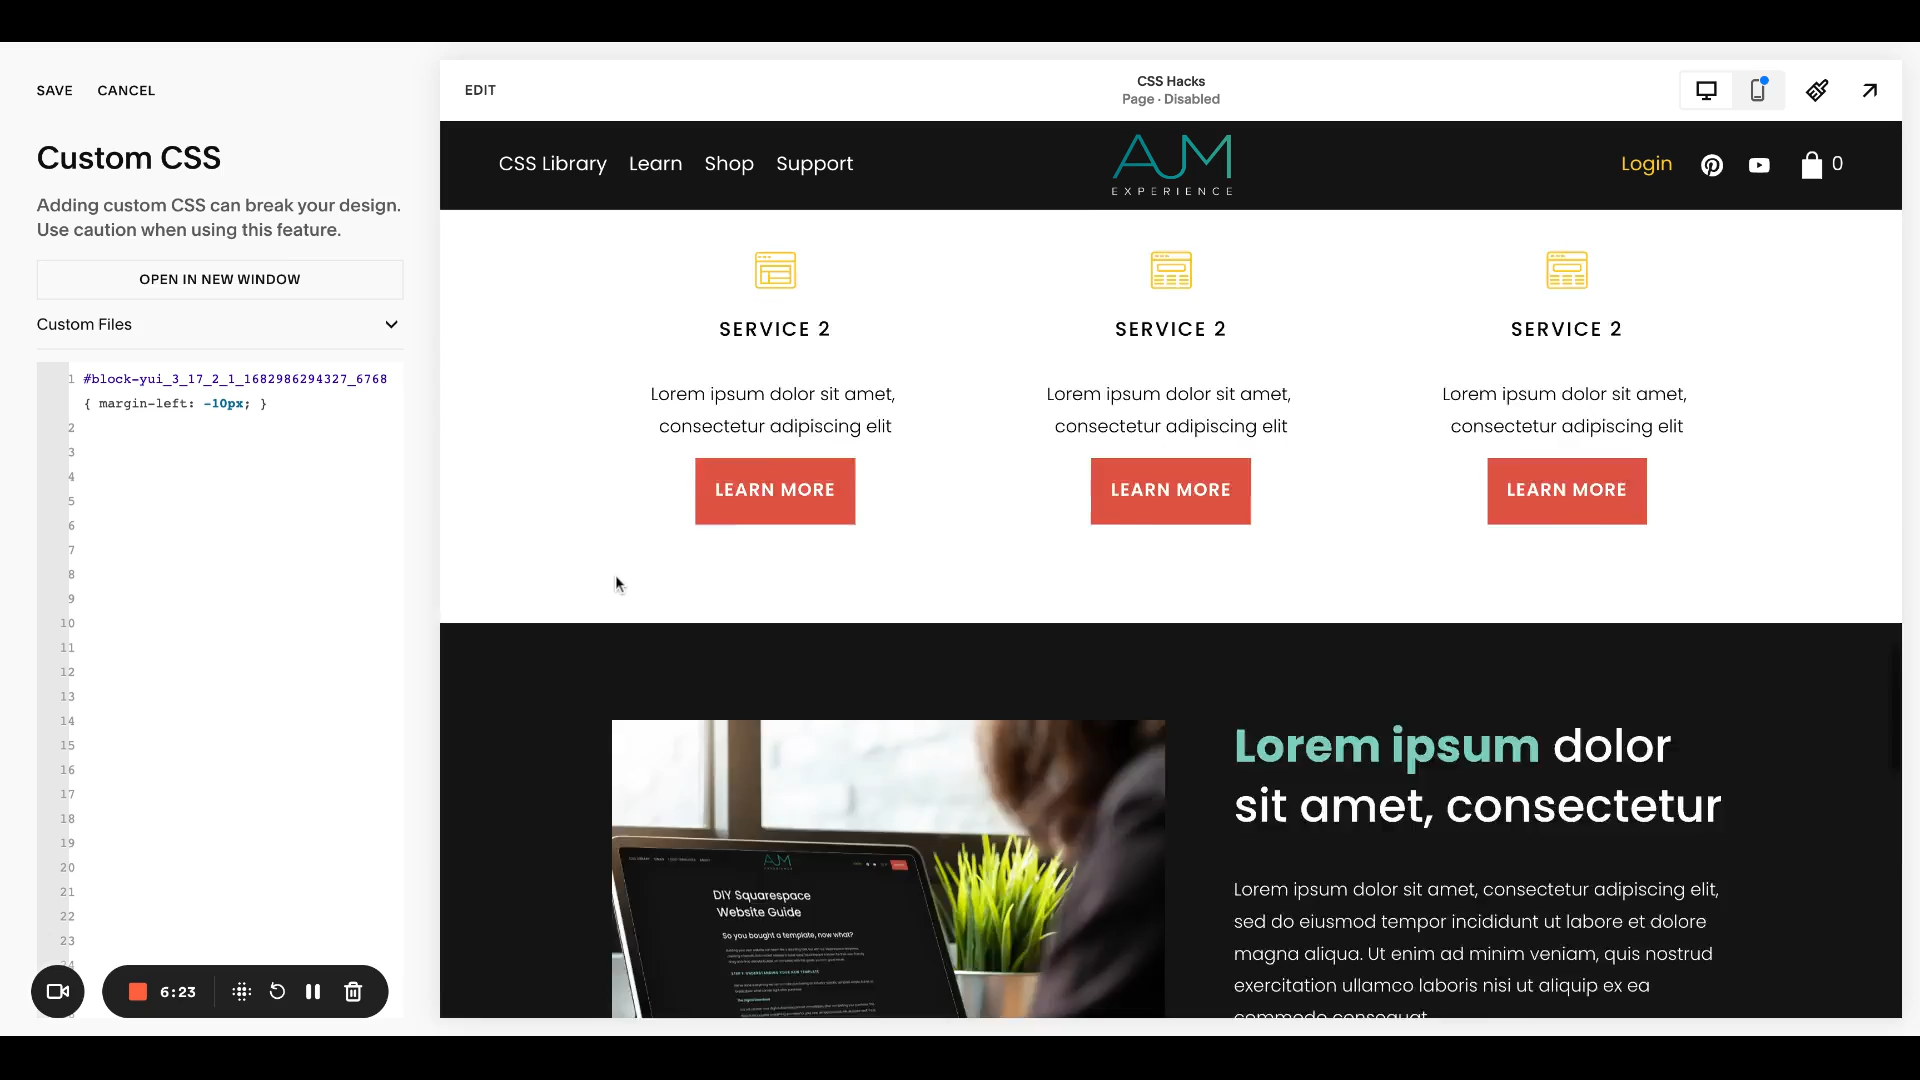 SAVE CANCEL
Custom CSS
Adding custom CSS can break your design.
Use caution when using this feature.
OPEN IN NEW WINDOW
Custom Files
1 #block-yui_3_17_2_1_1682986294327_6768
{ margin-left: -10px; }
2
3
4
5
6
7
8
9
10
11
12
13
14
15
16
17
18
19
20
21
22
23
24
6:23
EDIT
CSS Hacks
Page · Disabled
CSS Library Learn Shop Support
AJM
EXPERIENCE
Login 0
SERVICE 2
Lorem ipsum dolor sit amet,
consectetur adipiscing elit
LEARN MORE
SERVICE 2
Lorem ipsum dolor sit amet,
consectetur adipiscing elit
LEARN MORE
SERVICE 2
Lorem ipsum dolor sit amet,
consectetur adipiscing elit
LEARN MORE
AJM
DIY Squarespace
Website Guide
So you bought a template, now what?
Lorem ipsum dolor
sit amet, consectetur
Lorem ipsum dolor sit amet, consectetur adipiscing elit,
sed do eiusmod tempor incididunt ut labore et dolore
magna aliqua. Ut enim ad minim veniam, quis nostrud
exercitation ullamco laboris nisi ut aliquip ex ea
commodo consequat.